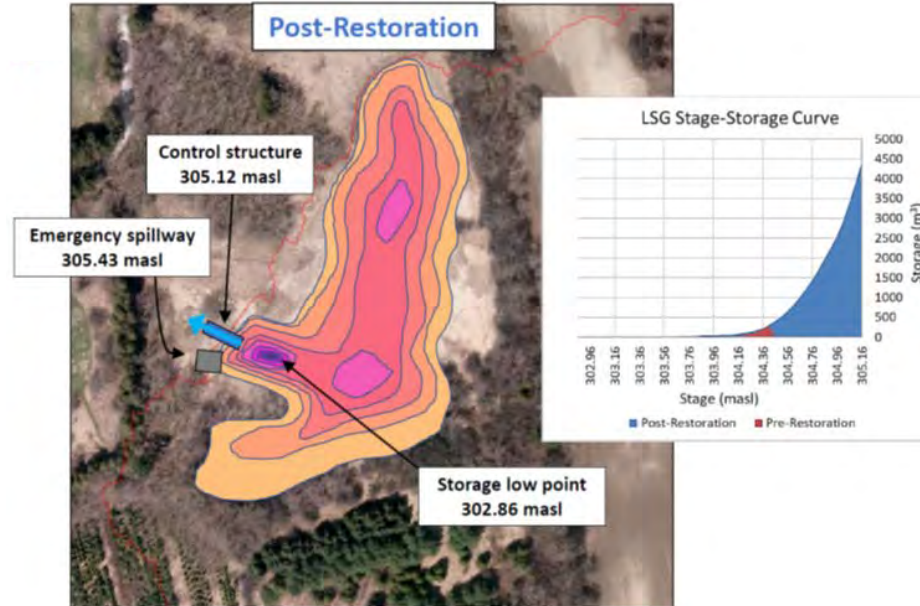 Post-Restoration
Control structure
305.12 masl
Emergency spillway
305.43 masl
Storage low point
302.86 masl
LSG Stage-Storage Curve
5000
4500
4000
3500
3000
2500
2000
1500
1000
500
0
Storage (m³)
302.96
303.16
303.36
303.56
303.76
303.96
304.16
304.36
304.56
304.76
304.96
305.16
Stage (masl)
Post-Restoration
Pre-Restoration